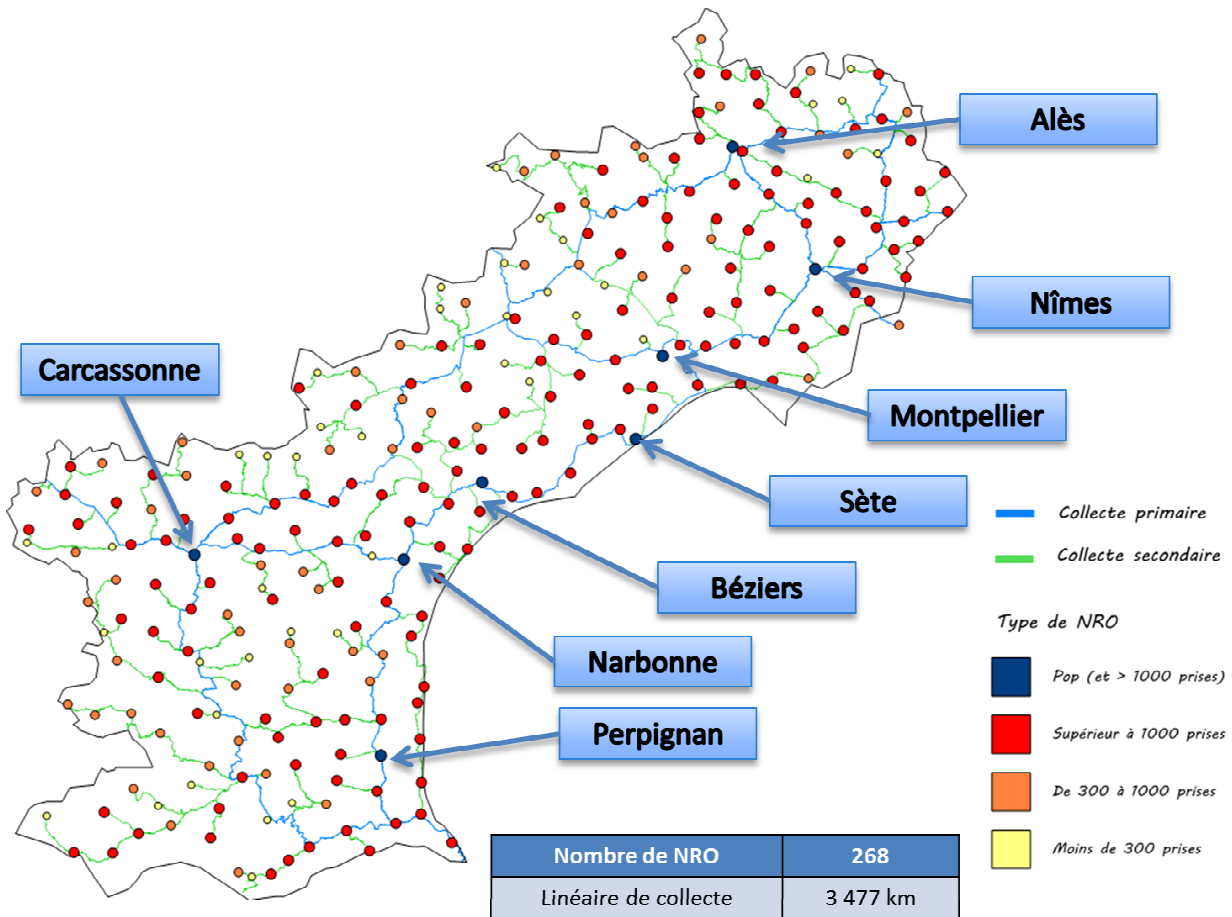 Alès
Nîmes
Carcassonne
Montpellier
Sète
Béziers
Narbonne
Perpignan
Collecte primaire
Collecte secondaire
Type de NRO
Pop (et > 1000 prises)
Supérieur à 1000 prises
De 300 à 1000 prises
Moins de 300 prises
Nombre de NRO 268
Linéaire de collecte 3 477 km